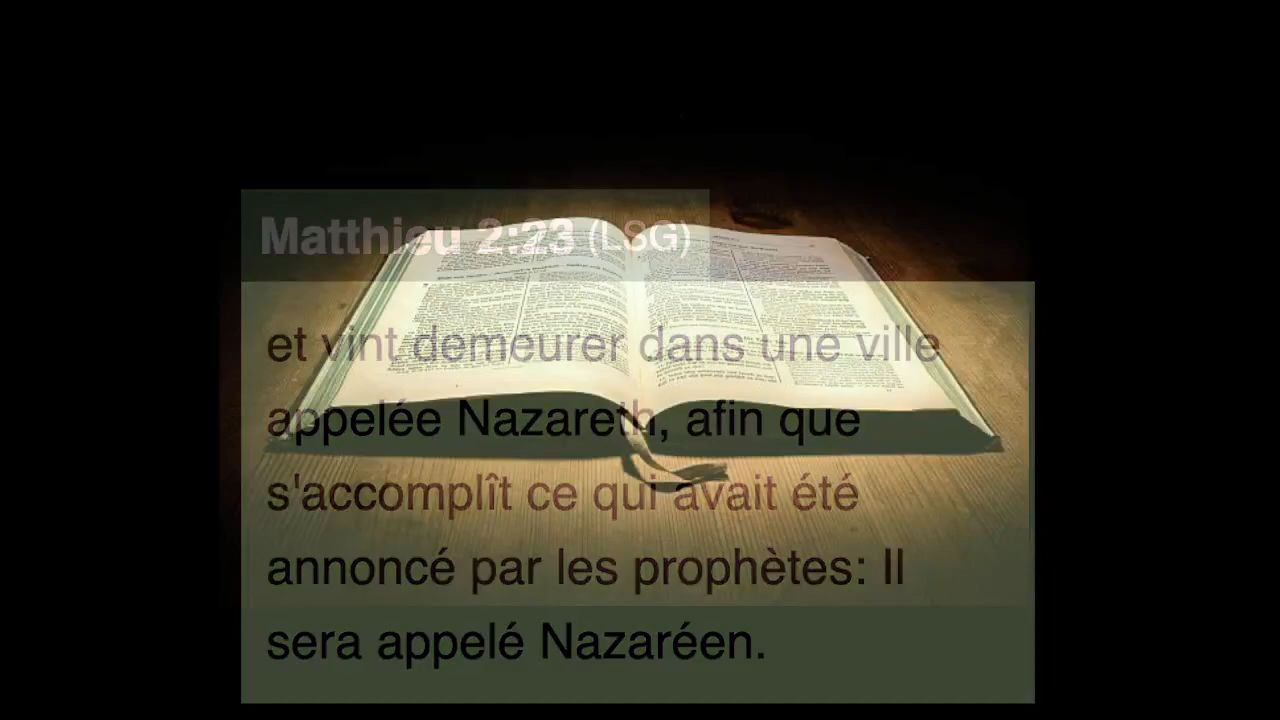 Matthieu 2:23 (LSG)
et vint demeurer dans une ville
appelée Nazareth, afin que
s'accomplît ce qui avait été
annoncé par les prophètes: Il
sera appelé Nazaréen.